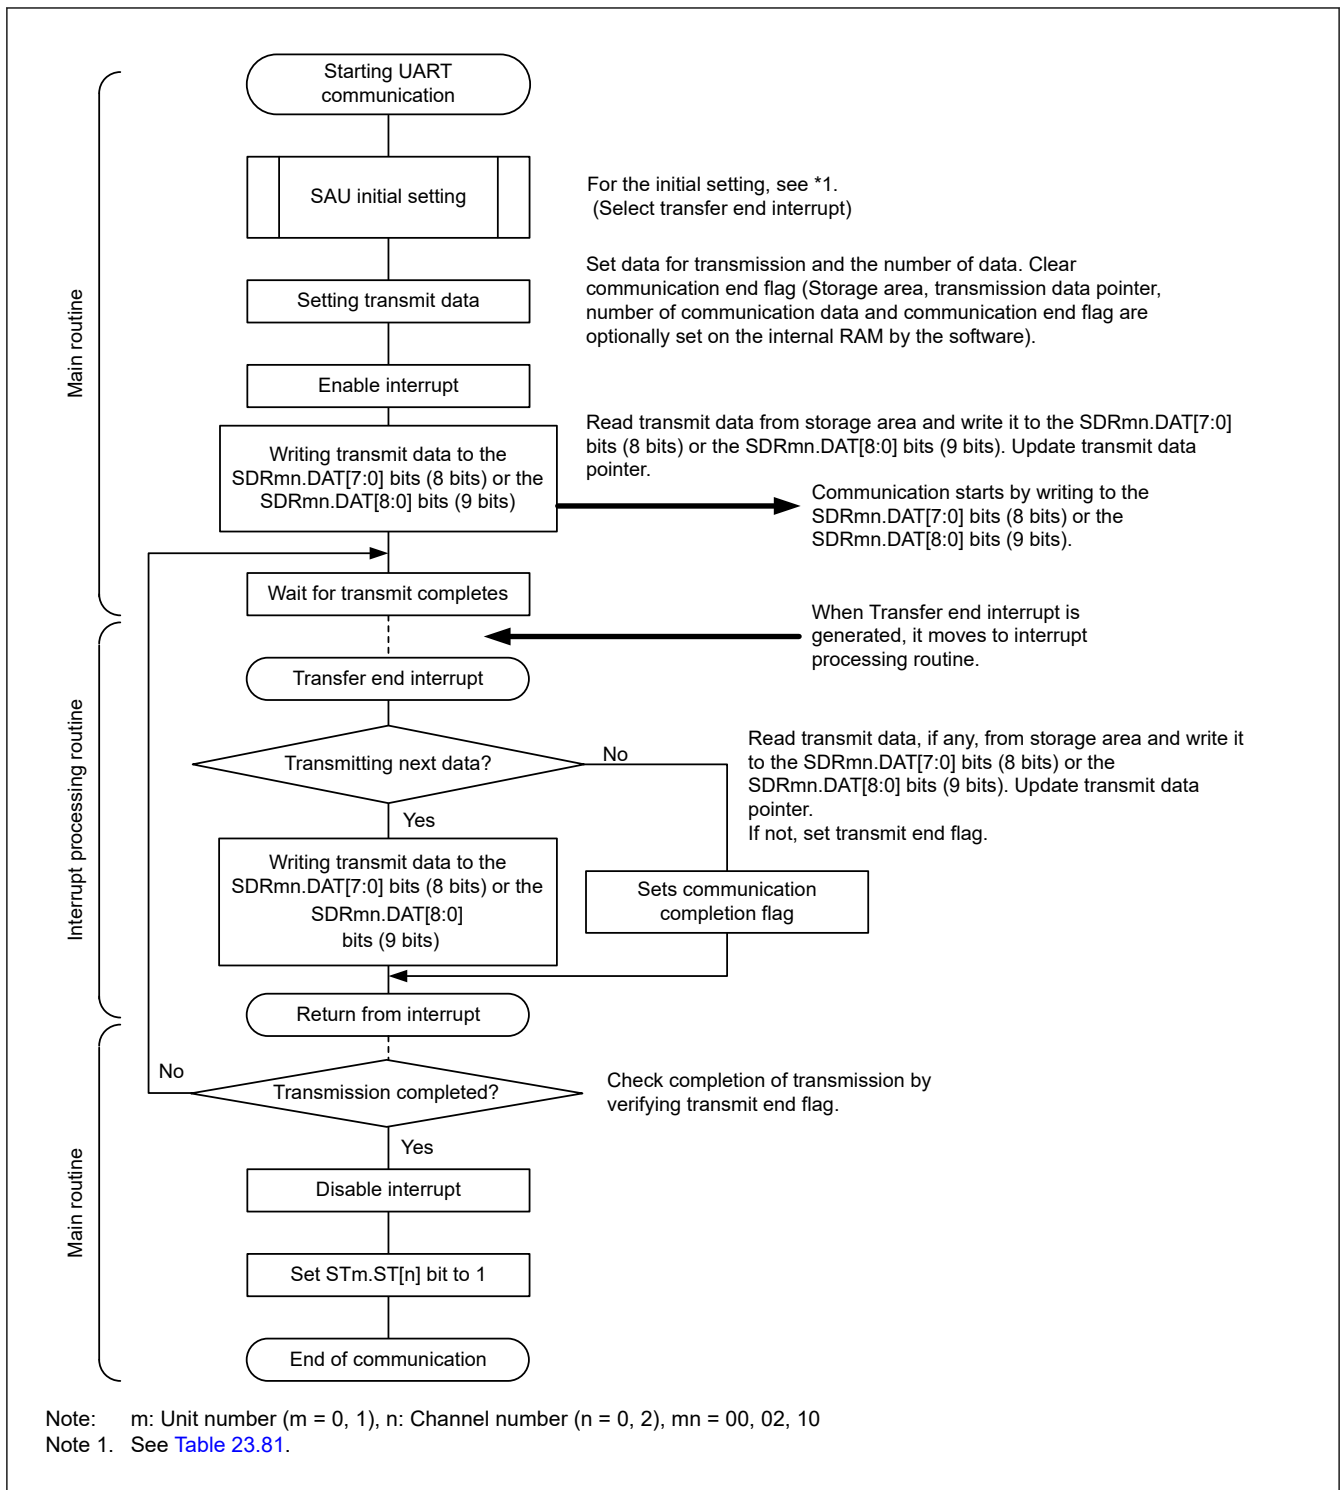 Starting UART
communication
SAU initial setting
For the initial setting, see *1.
(Select transfer end interrupt)
Setting transmit data
Set data for transmission and the number of data. Clear
communication end flag (Storage area, transmission data pointer,
number of communication data and communication end flag are
optionally set on the internal RAM by the software).
Main routine
Enable interrupt
Writing transmit data to the
SDRmn.DAT[7:0] bits (8 bits) or the
SDRmn.DAT[8:0] bits (9 bits)
Read transmit data from storage area and write it to the SDRmn.DAT[7:0]
bits (8 bits) or the SDRmn.DAT[8:0] bits (9 bits). Update transmit data
pointer.
Communication starts by writing to the
SDRmn.DAT[7:0] bits (8 bits) or the
SDRmn.DAT[8:0] bits (9 bits).
Wait for transmit completes
When Transfer end interrupt is
generated, it moves to interrupt
processing routine.
Transfer end interrupt
Interrupt processing routine
Transmitting next data?
No
Yes
Read transmit data, if any, from storage area and write it
to the SDRmn.DAT[7:0] bits (8 bits) or the
SDRmn.DAT[8:0] bits (9 bits). Update transmit data
pointer.
If not, set transmit end flag.
Writing transmit data to the
SDRmn.DAT[7:0] bits (8 bits) or the
SDRmn.DAT[8:0]
bits (9 bits)
Sets communication
completion flag
Return from interrupt
No
Transmission completed?
Check completion of transmission by
verifying transmit end flag.
Yes
Main routine
Disable interrupt
Set STm.ST[n] bit to 1
End of communication
Note: m: Unit number (m = 0, 1), n: Channel number (n = 0, 2), mn = 00, 02, 10
Note 1. See Table 23.81.